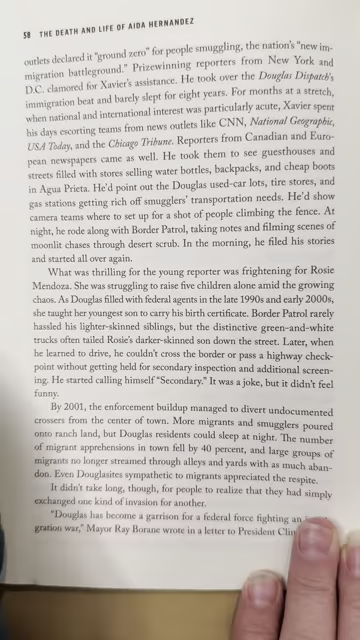 58 THE DEATH AND LIFE OF AIDA HERNANDEZ
outlets declared it "ground zero" for people smuggling, the nation's "new im-
migration battleground." Prizewinning reporters from New York and
D.C. clamored for Xavier's assistance. He took over the Douglas Dispatch's
immigration beat and barely slept for eight years. For months at a stretch,
when national and international interest was particularly acute, Xavier spent
his days escorting teams from news outlets like CNN, National Geographic,
USA Today, and the Chicago Tribune. Reporters from Canadian and Euro-
pean newspapers came as well. He took them to see guesthouses and
streets filled with stores selling water bottles, backpacks, and cheap boots
in Agua Prieta. He'd point out the Douglas used-car lots, tire stores, and
gas stations getting rich off smugglers' transportation needs. He'd show
camera teams where to set up for a shot of people climbing the fence. At
night, he rode along with Border Patrol, taking notes and filming scenes of
moonlit chases through desert scrub. In the morning, he filed his stories
and started all over again.
What was thrilling for the young reporter was frightening for Rosie
Mendoza. She was struggling to raise five children alone amid the growing
chaos. As Douglas filled with federal agents in the late 1990s and early 2000s,
she taught her youngest son to carry his birth certificate. Border Patrol rarely
hassled his lighter-skinned siblings, but the distinctive green-and-white
trucks often tailed Rosie's darker-skinned son down the street. Later, when
he learned to drive, he couldn't cross the border or pass a highway check-
point without getting held for secondary inspection and additional screen-
ing. He started calling himself "Secondary." It was a joke, but it didn't feel
funny.
By 2001, the enforcement buildup managed to divert undocumented
crossers from the center of town. More migrants and smugglers poured
onto ranch land, but Douglas residents could sleep at night. The number
of migrant apprehensions in town fell by 40 percent, and large groups of
migrants no longer streamed through alleys and yards with as much aban-
don. Even Douglasites sympathetic to migrants appreciated the respite.
It didn't take long, though, for people to realize that they had simply
exchanged one kind of invasion for another.
"Douglas has become a garrison for a federal force fighting an
gration war," Mayor Ray Borane wrote in a letter to President